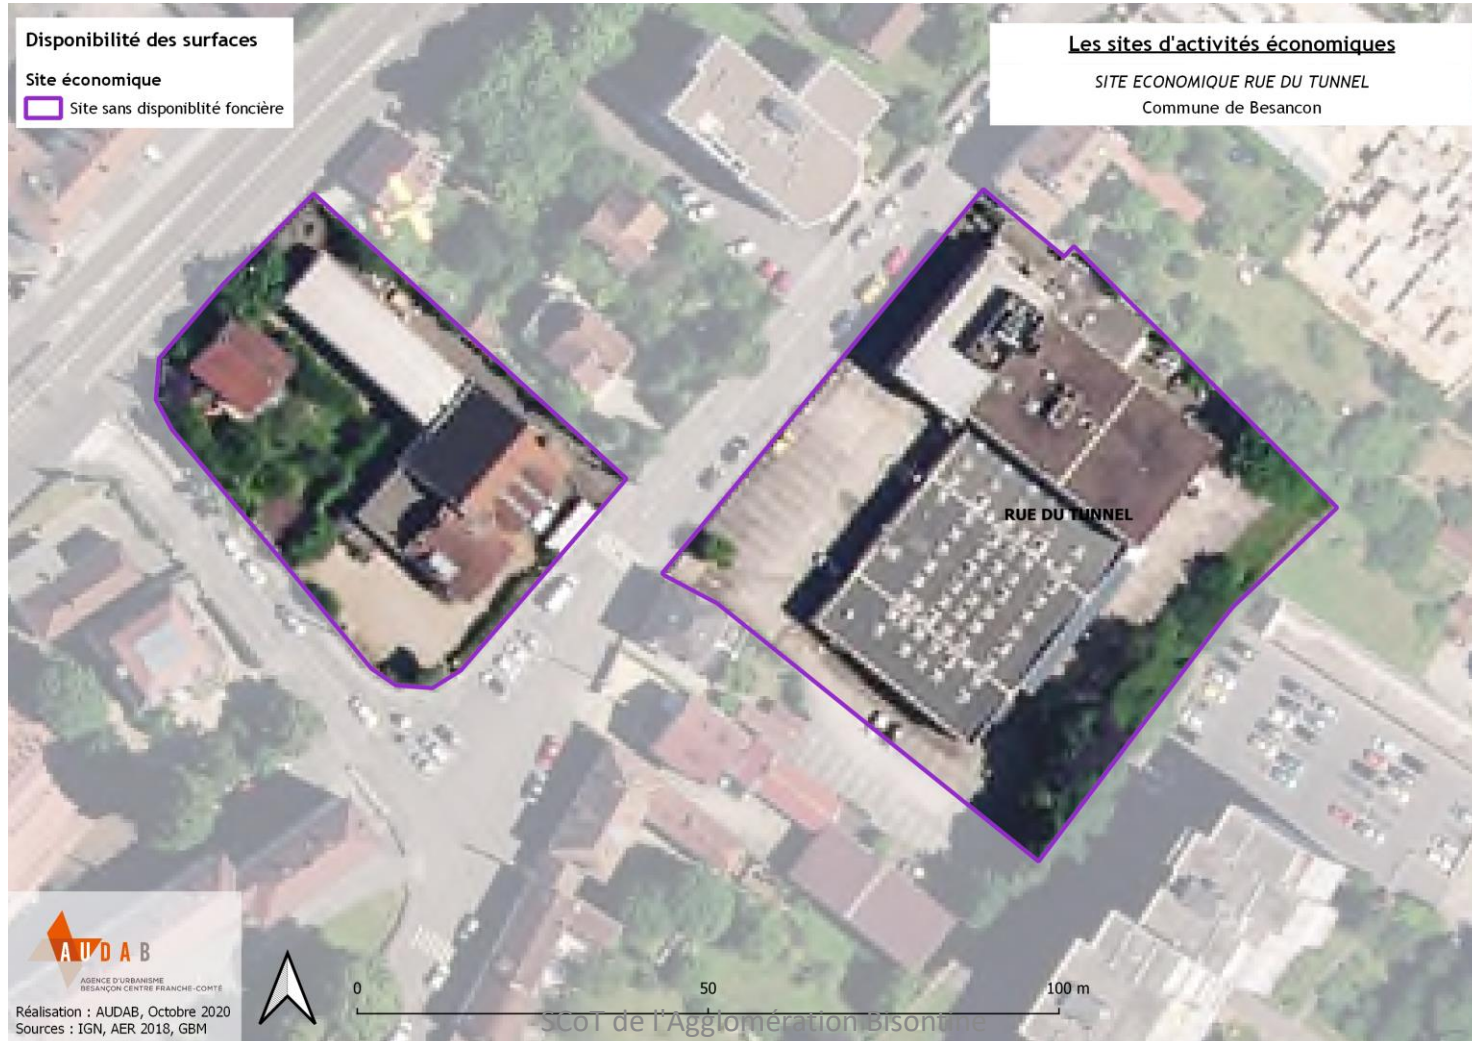 Disponibilité des surfaces
Site économique
Site sans disponiblité foncière
Les sites d'activités économiques
SITE ECONOMIQUE RUE DU TUNNEL
Commune de Besancon
RUE DU TUNNEL
AUDAB
AGENCE D'URBANISME
BESANÇON CENTRE FRANCHE-COMTÉ
Réalisation : AUDAB, Octobre 2020
Sources : IGN, AER 2018, GBM
0 50 100 m
SCoT de l'Agglomération Bisontine